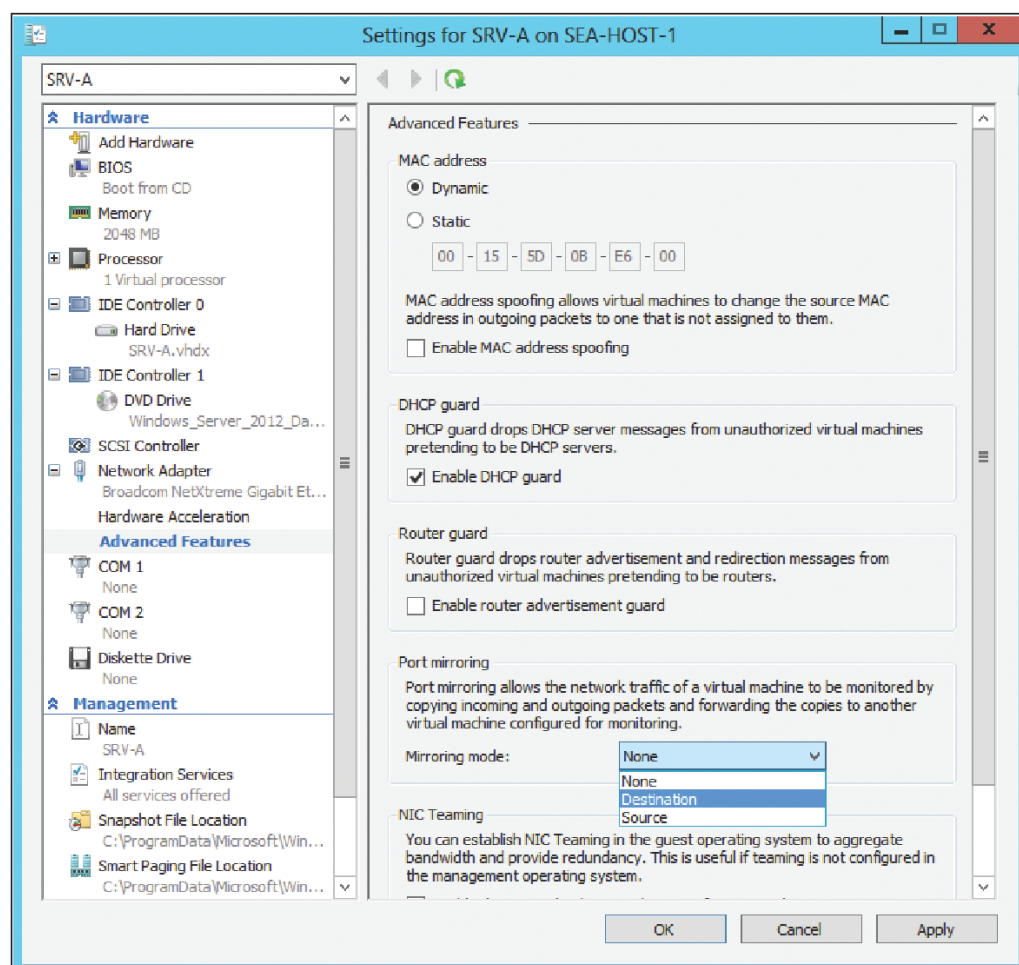 Settings for SRV-A on SEA-HOST-1
SRV-A
Hardware
Add Hardware
BIOS
Boot from CD
Memory
2048 MB
Processor
1 Virtual processor
IDE Controller 0
Hard Drive
SRV-A.vhdx
IDE Controller 1
DVD Drive
Windows_Server_2012_Da...
SCSI Controller
Network Adapter
Broadcom NetXtreme Gigabit Et...
Hardware Acceleration
Advanced Features
COM 1
None
COM 2
None
Diskette Drive
None
Management
Name
SRV-A
Integration Services
All services offered
Snapshot File Location
C:\ProgramData\Microsoft\Win...
Smart Paging File Location
C:\ProgramData\Microsoft\Win...
Advanced Features
MAC address
Dynamic
Static
00 - 15 - 5D - 0B - E6 - 00
MAC address spoofing allows virtual machines to change the source MAC
address in outgoing packets to one that is not assigned to them.
Enable MAC address spoofing
DHCP guard
DHCP guard drops DHCP server messages from unauthorized virtual machines
pretending to be DHCP servers.
Enable DHCP guard
Router guard
Router guard drops router advertisement and redirection messages from
unauthorized virtual machines pretending to be routers.
Enable router advertisement guard
Port mirroring
Port mirroring allows the network traffic of a virtual machine to be monitored by
copying incoming and outgoing packets and forwarding the copies to another
virtual machine configured for monitoring.
Mirroring mode: None
None
Destination
Source
NIC Teaming
You can establish NIC Teaming in the guest operating system to aggregate
bandwidth and provide redundancy. This is useful if teaming is not configured in
the management operating system.
OK Cancel Apply